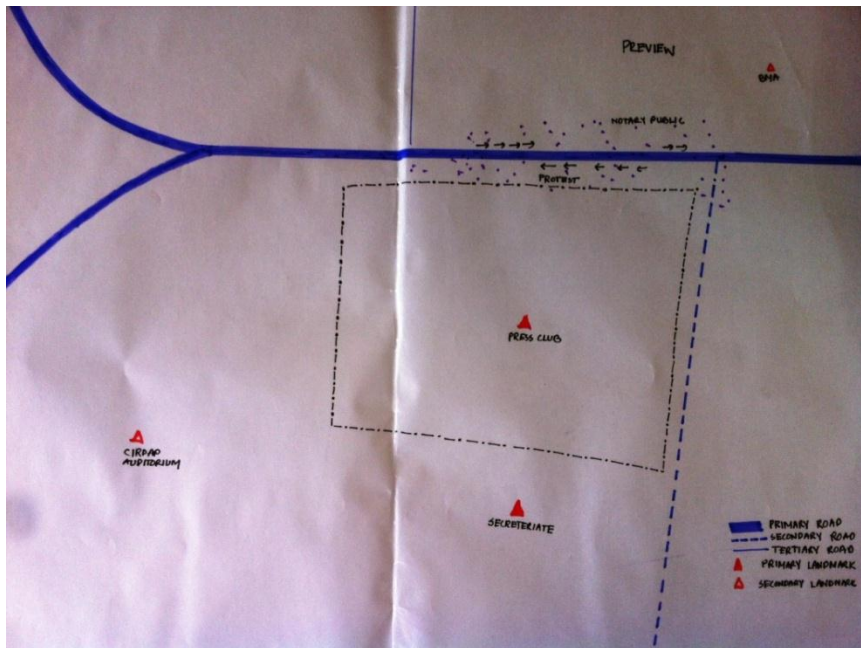 PREVIEW
BMA
NOTARY PUBLIC
PROTEST
PRESS CLUB
CIRDAP
AUDITORIUM
SECRETERIATE
PRIMARY ROAD
SECONDARY ROAD
TERTIARY ROAD
PRIMARY LANDMARK
SECONDARY LANDMARK